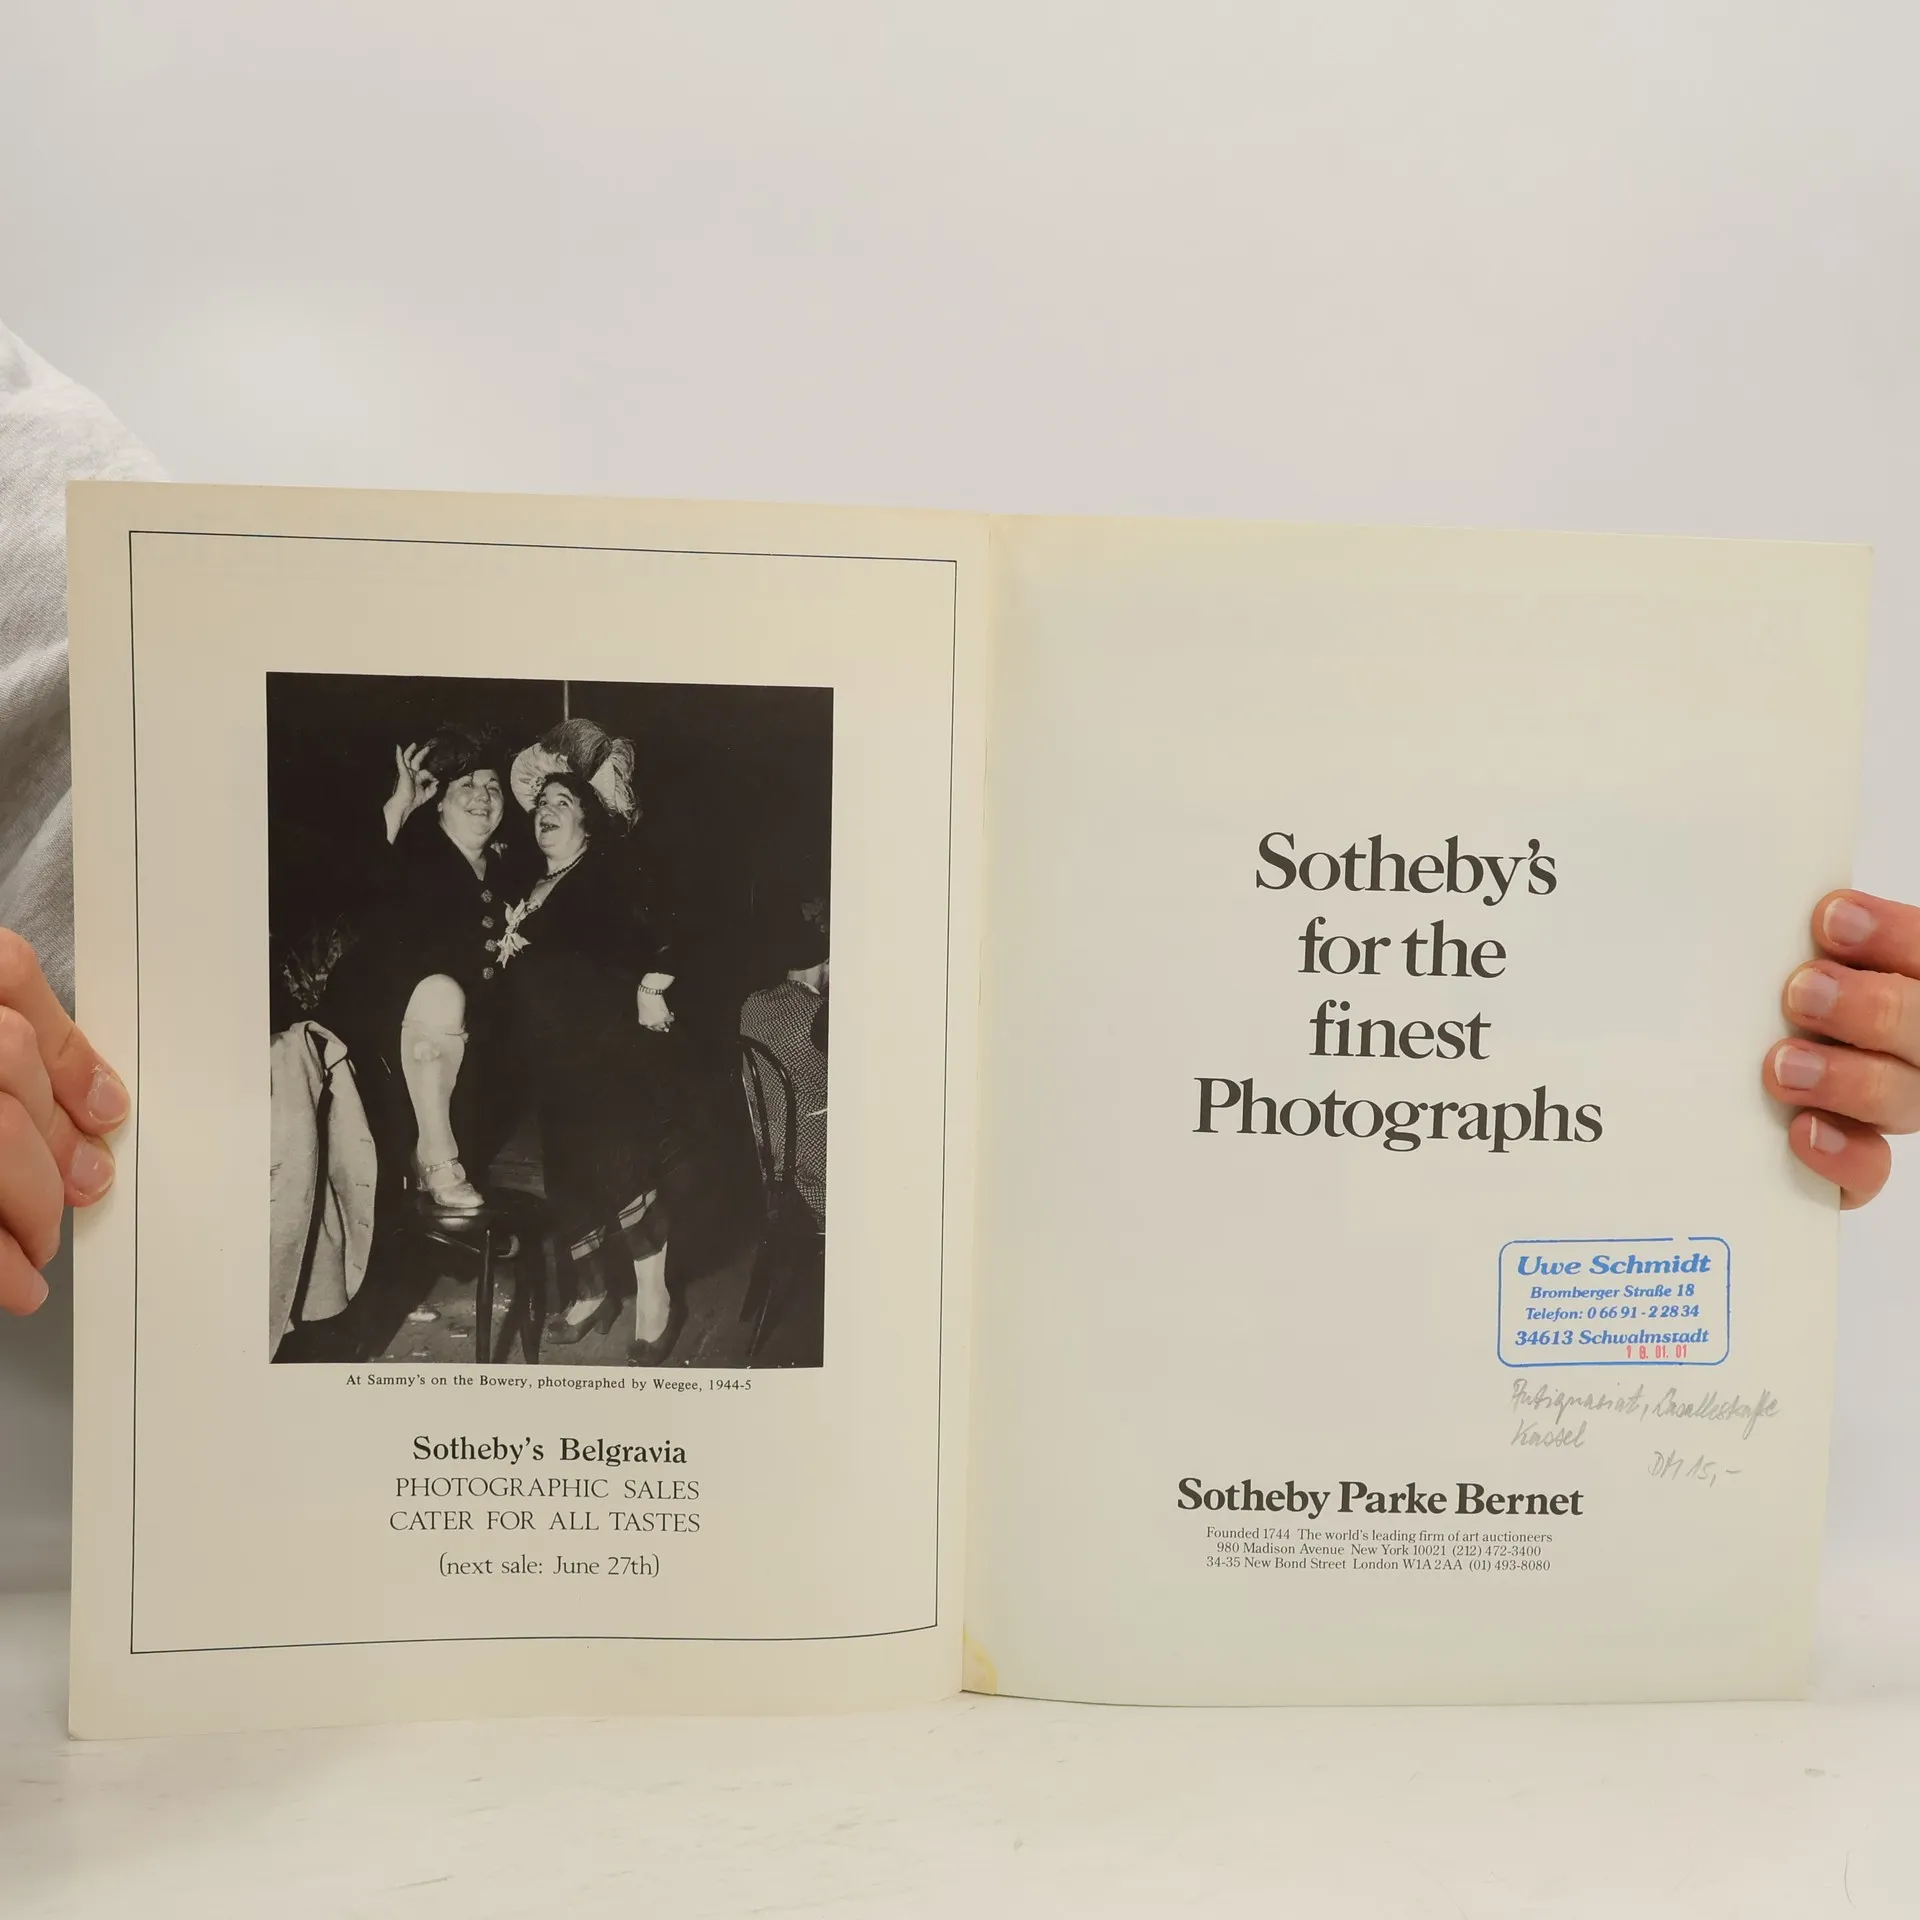 At Sammy's on the Bowery, photographed by Weegee, 1944-5
Sotheby's Belgravia
PHOTOGRAPHIC SALES
CATER FOR ALL TASTES
(next sale: June 27th)
Sotheby's
for the
finest
Photographs
Uwe Schmidt
Bromberger Straße 18
Telefon: 0 66 91 - 2 28 34
34613 Schwalmstadt
18. 01. 01
Antiquariat,
Kassel
DM 15,-
Sotheby Parke Bernet
Founded 1744 The world's leading firm of art auctioneers
980 Madison Avenue New York 10021 (212) 472-3400
34-35 New Bond Street London W1A 2AA (01) 493-8080